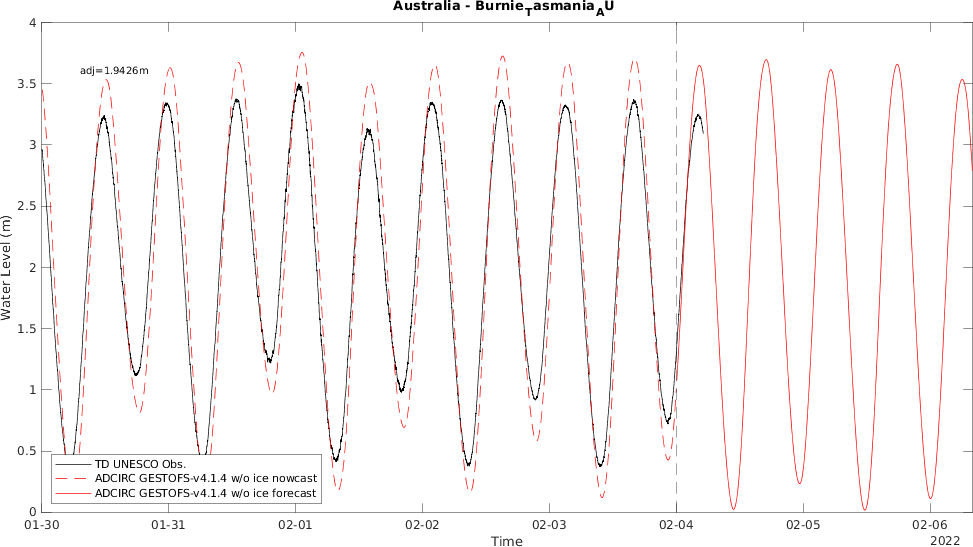 Australia - Burnie_Tasmania_AU
4
adj=1.9426m
3.5
3
2.5
2
1.5
1
0.5
0
Water Level (m)
TD UNESCO Obs.
ADCIRC GESTOFS-v4.1.4 w/o ice nowcast
ADCIRC GESTOFS-v4.1.4 w/o ice forecast
01-30 01-31 02-01 02-02 02-03 02-04 02-05 02-06
Time
2022